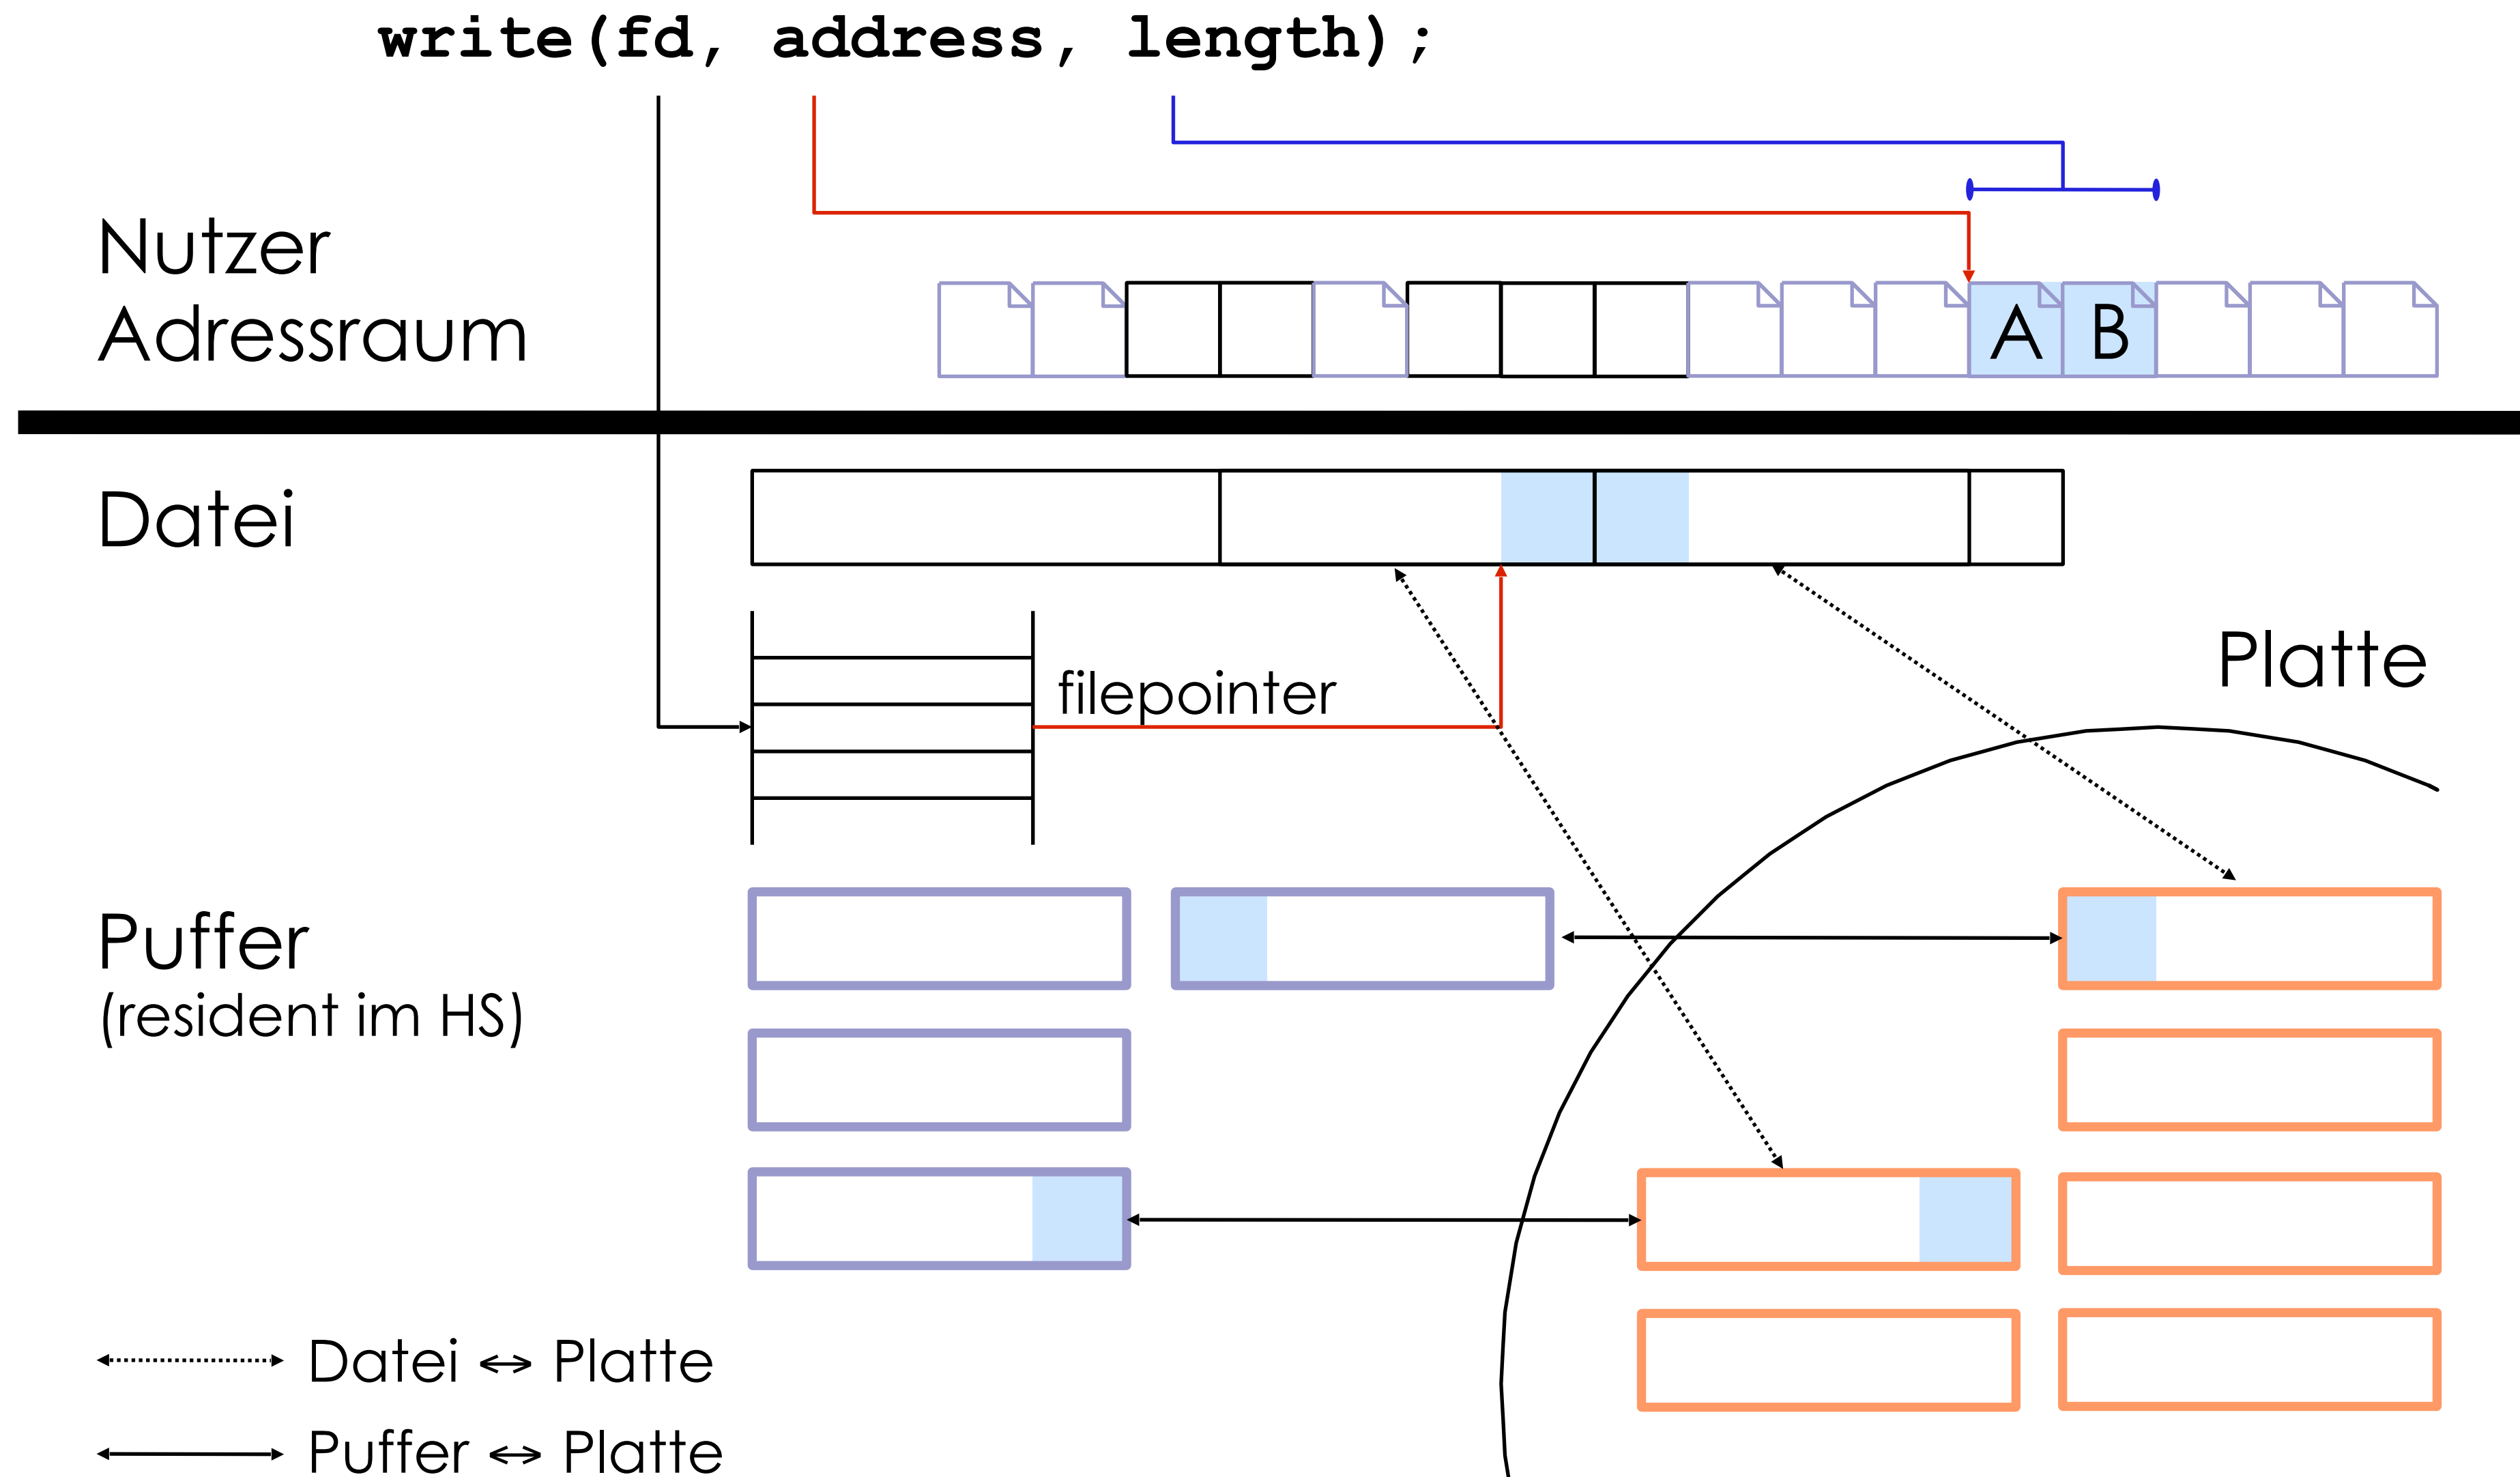 write(fd, address, length);
Nutzer
Adressraum
A B
Datei
Platte
filepointer
Puffer
(resident im HS)
Datei <=> Platte
Puffer <=> Platte